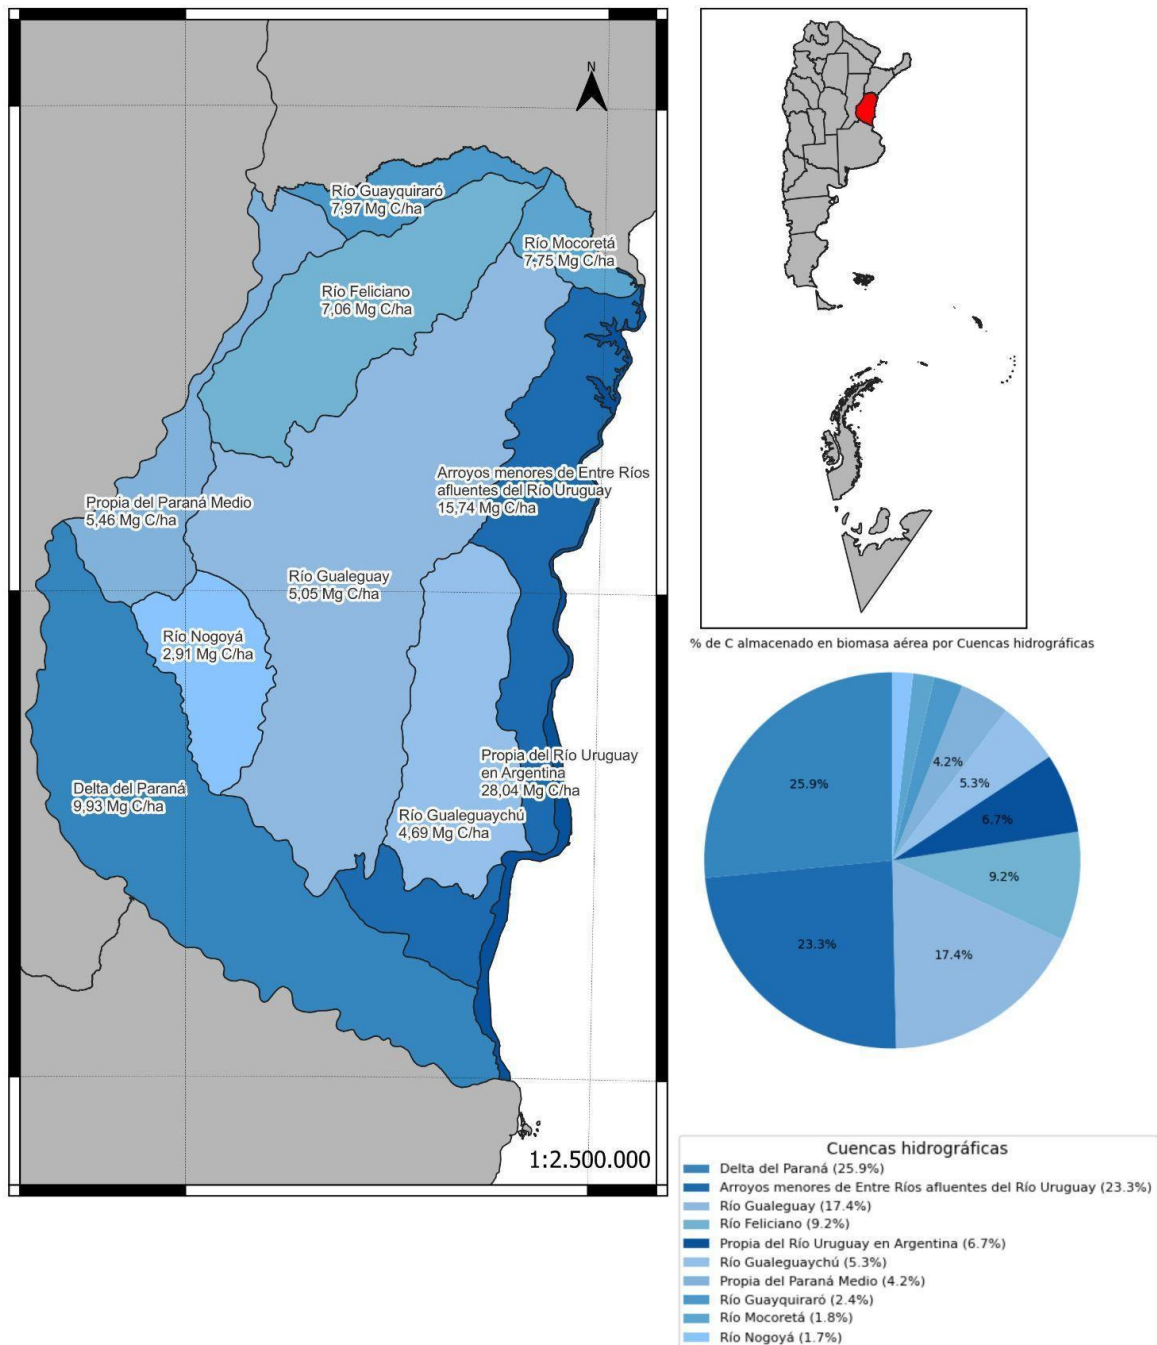 N
Río Guayquiraró
7,97 Mg C/ha
Río Mocoretá
7,75 Mg C/ha
Río Feliciano
7,06 Mg C/ha
Arroyos menores de Entre Ríos
afluentes del Río Uruguay
15,74 Mg C/ha
Propia del Paraná Medio
5,46 Mg C/ha
Río Gualeguay
5,05 Mg C/ha
Río Nogoyá
2,91 Mg C/ha
Propia del Río Uruguay
en Argentina
28,04 Mg C/ha
Delta del Paraná
9,93 Mg C/ha
Río Gualeguaychú
4,69 Mg C/ha
1:2.500.000
% de C almacenado en biomasa aérea por Cuencas hidrográficas
4.2%
5.3%
25.9%
6.7%
9.2%
23.3%
17.4%
Cuencas hidrográficas
Delta del Paraná (25.9%)
Arroyos menores de Entre Ríos afluentes del Río Uruguay (23.3%)
Río Gualeguay (17.4%)
Río Feliciano (9.2%)
Propia del Río Uruguay en Argentina (6.7%)
Río Gualeguaychú (5.3%)
Propia del Paraná Medio (4.2%)
Río Guayquiraró (2.4%)
Río Mocoretá (1.8%)
Río Nogoyá (1.7%)